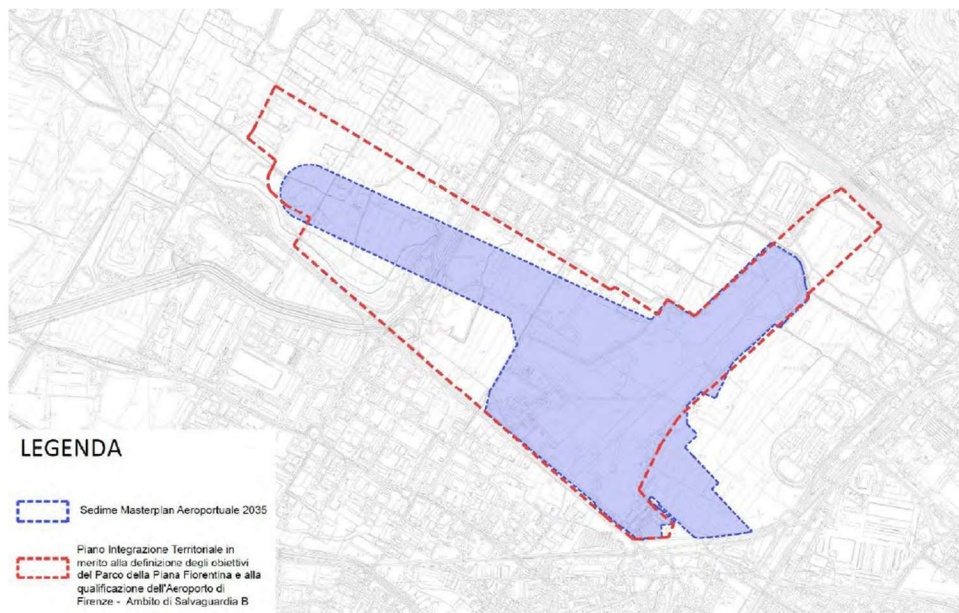 LEGENDA
Sedime Masterplan Aeroportuale 2035
Piano Integrazione Territoriale in
merito alla definizione degli obiettivi
del Parco della Piana Fiorentina e alla
qualificazione dell'Aeroporto di
Firenze - Ambito di Salvaguardia B